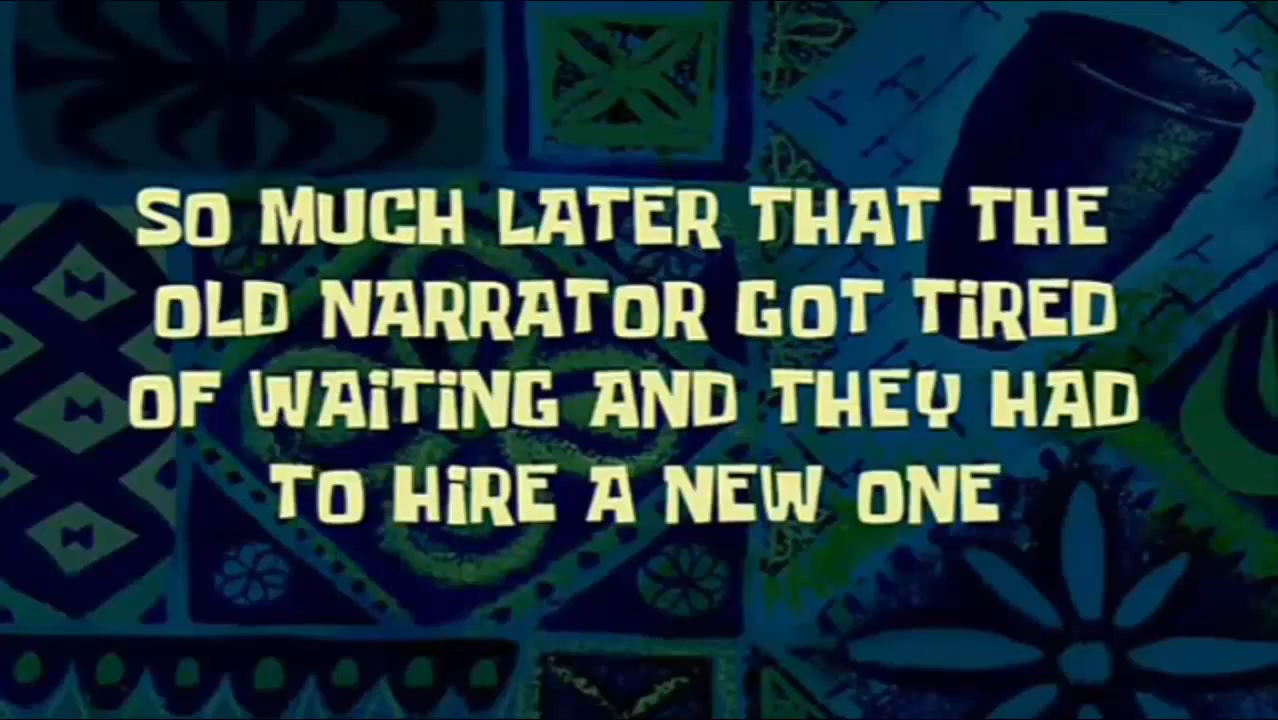 SO MUCH LATER THAT THE
OLD NARRATOR GOT TiRED
OF WAiTiNG AND THEY HAD
TO HiRE A NEW ONE